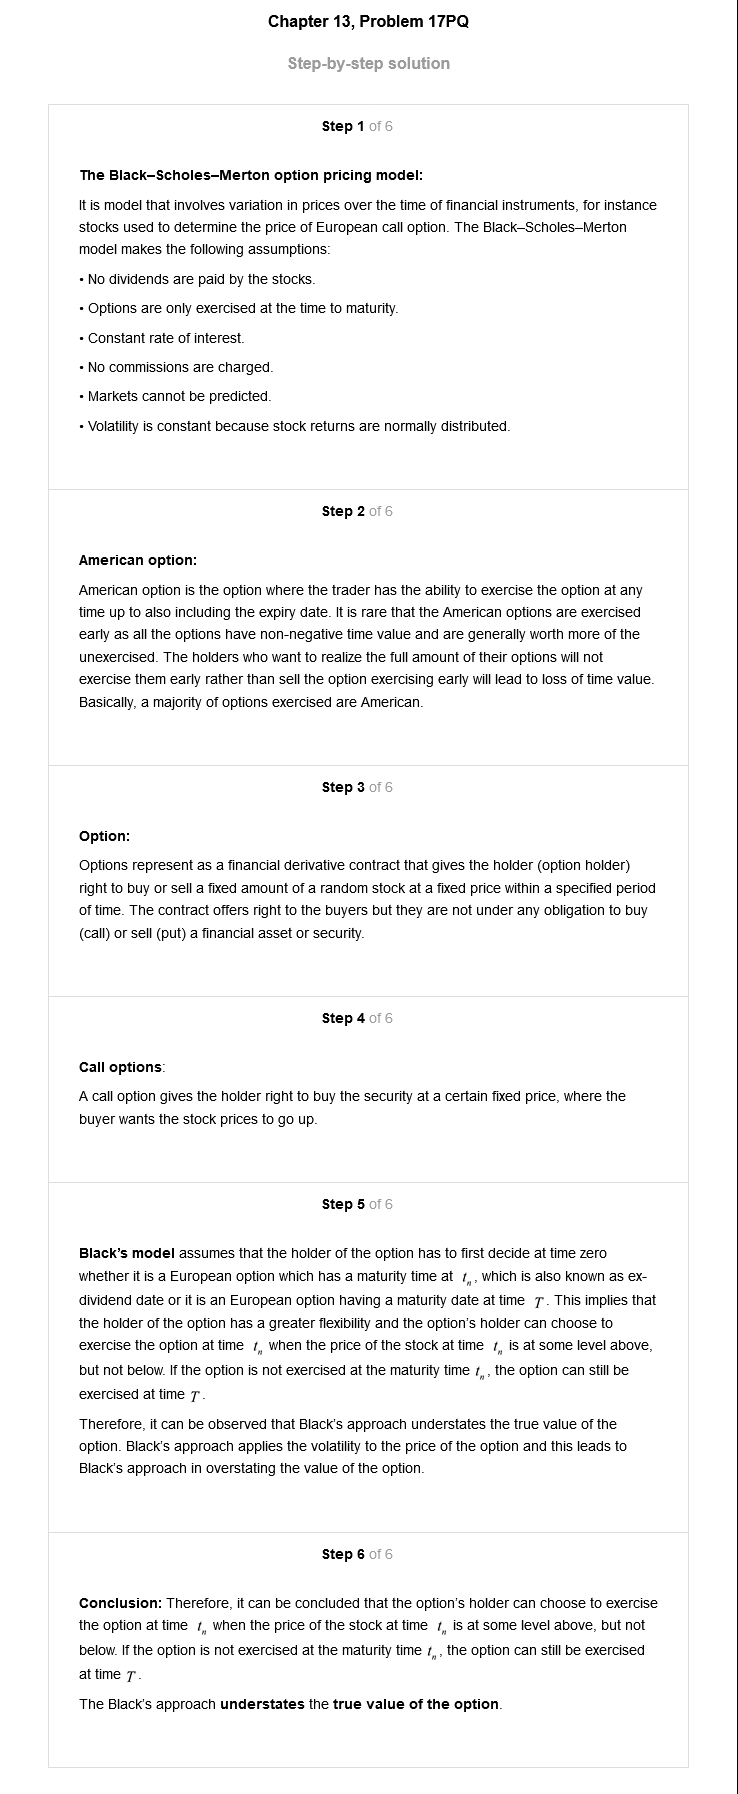 Chapter 13, Problem 17PQ
Step-by-step solution
Step 1 of 6
The Black–Scholes–Merton option pricing model:
It is model that involves variation in prices over the time of financial instruments, for instance
stocks used to determine the price of European call option. The Black–Scholes–Merton
model makes the following assumptions:
• No dividends are paid by the stocks.
• Options are only exercised at the time to maturity.
• Constant rate of interest.
• No commissions are charged.
• Markets cannot be predicted.
• Volatility is constant because stock returns are normally distributed.
Step 2 of 6
American option:
American option is the option where the trader has the ability to exercise the option at any
time up to also including the expiry date. It is rare that the American options are exercised
early as all the options have non-negative time value and are generally worth more of the
unexercised. The holders who want to realize the full amount of their options will not
exercise them early rather than sell the option exercising early will lead to loss of time value.
Basically, a majority of options exercised are American.
Step 3 of 6
Option:
Options represent as a financial derivative contract that gives the holder (option holder)
right to buy or sell a fixed amount of a random stock at a fixed price within a specified period
of time. The contract offers right to the buyers but they are not under any obligation to buy
(call) or sell (put) a financial asset or security.
Step 4 of 6
Call options:
A call option gives the holder right to buy the security at a certain fixed price, where the
buyer wants the stock prices to go up.
Step 5 of 6
Black's model assumes that the holder of the option has to first decide at time zero
whether it is a European option which has a maturity time at tₙ, which is also known as ex-
dividend date or it is an European option having a maturity date at time T. This implies that
the holder of the option has a greater flexibility and the option's holder can choose to
exercise the option at time tₙ when the price of the stock at time tₙ is at some level above,
but not below. If the option is not exercised at the maturity time tₙ, the option can still be
exercised at time T.
Therefore, it can be observed that Black's approach understates the true value of the
option. Black's approach applies the volatility to the price of the option and this leads to
Black's approach in overstating the value of the option.
Step 6 of 6
Conclusion: Therefore, it can be concluded that the option's holder can choose to exercise
the option at time tₙ when the price of the stock at time tₙ is at some level above, but not
below. If the option is not exercised at the maturity time tₙ, the option can still be exercised
at time T.
The Black's approach understates the true value of the option.